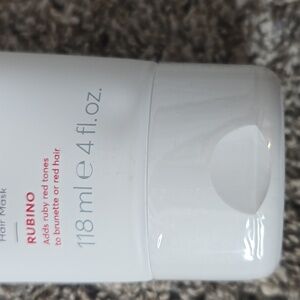 Hair Mask
RUBINO
Adds ruby red tones
to brunette or red hair
118 ml ℮ 4 fl.oz.